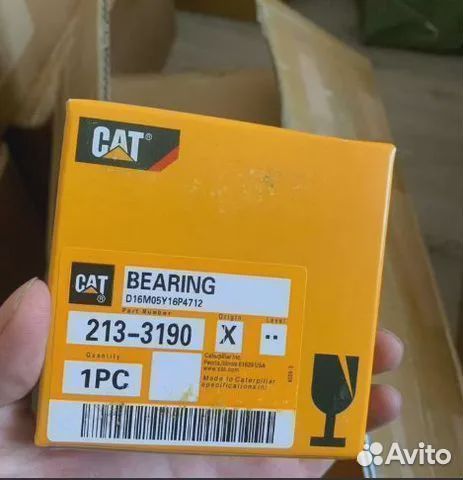 CAT®
CAT®
BEARING
D16M05Y16P4712
Part Number
Origin
Level
213-3190
X
..
Quantity
1PC
Caterpillar Inc.
Peoria, Illinois 61629 USA
www.cat.com
Made to Caterpillar
specifications in:
Avito